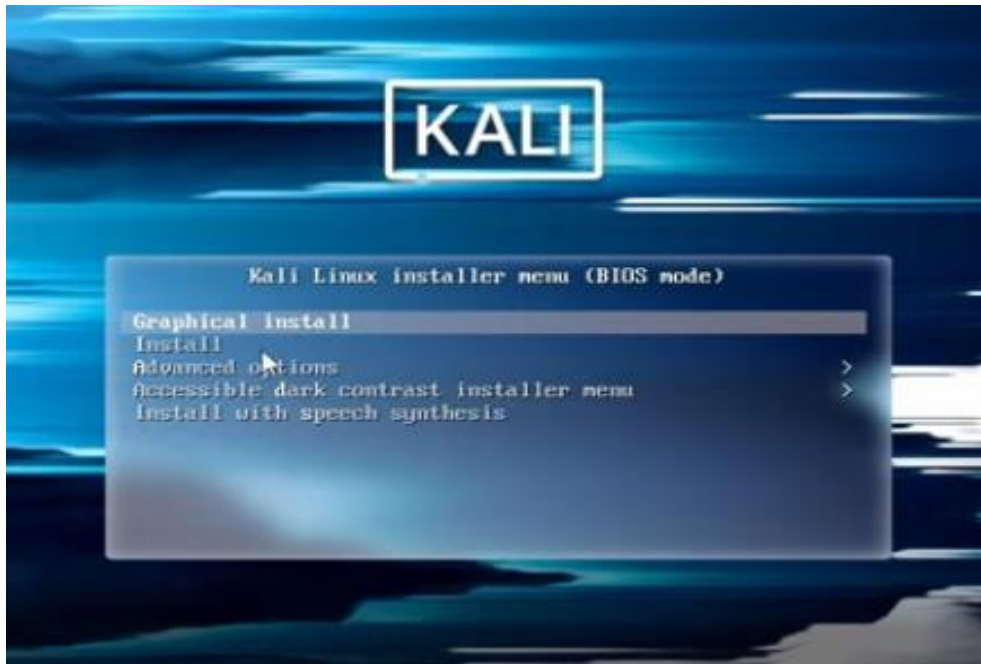 KALI
Kali Linux installer menu (BIOS mode)
Graphical install
Install
Advanced options >
Accessible dark contrast installer menu >
Install with speech synthesis